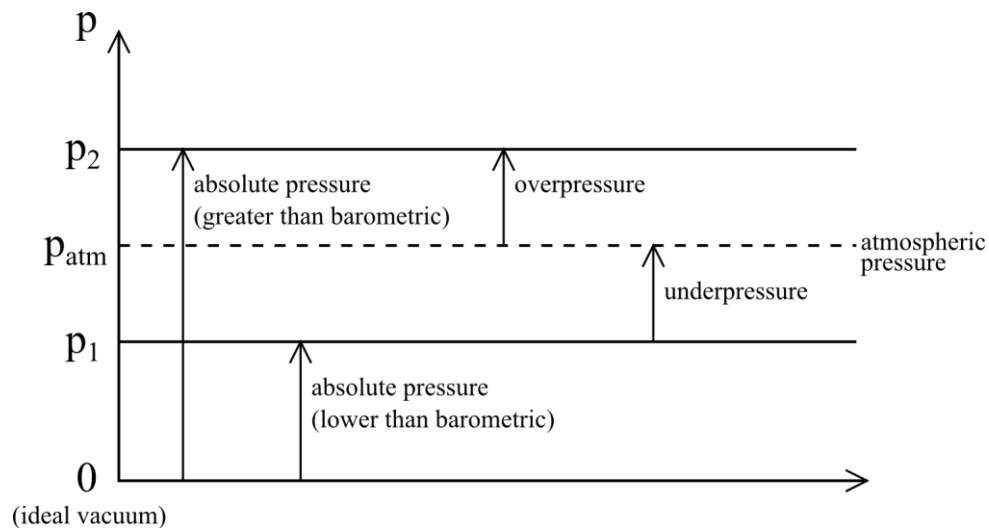 p
p2
absolute pressure
(greater than barometric)
overpressure
patm
atmospheric
pressure
underpressure
p1
absolute pressure
(lower than barometric)
0
(ideal vacuum)